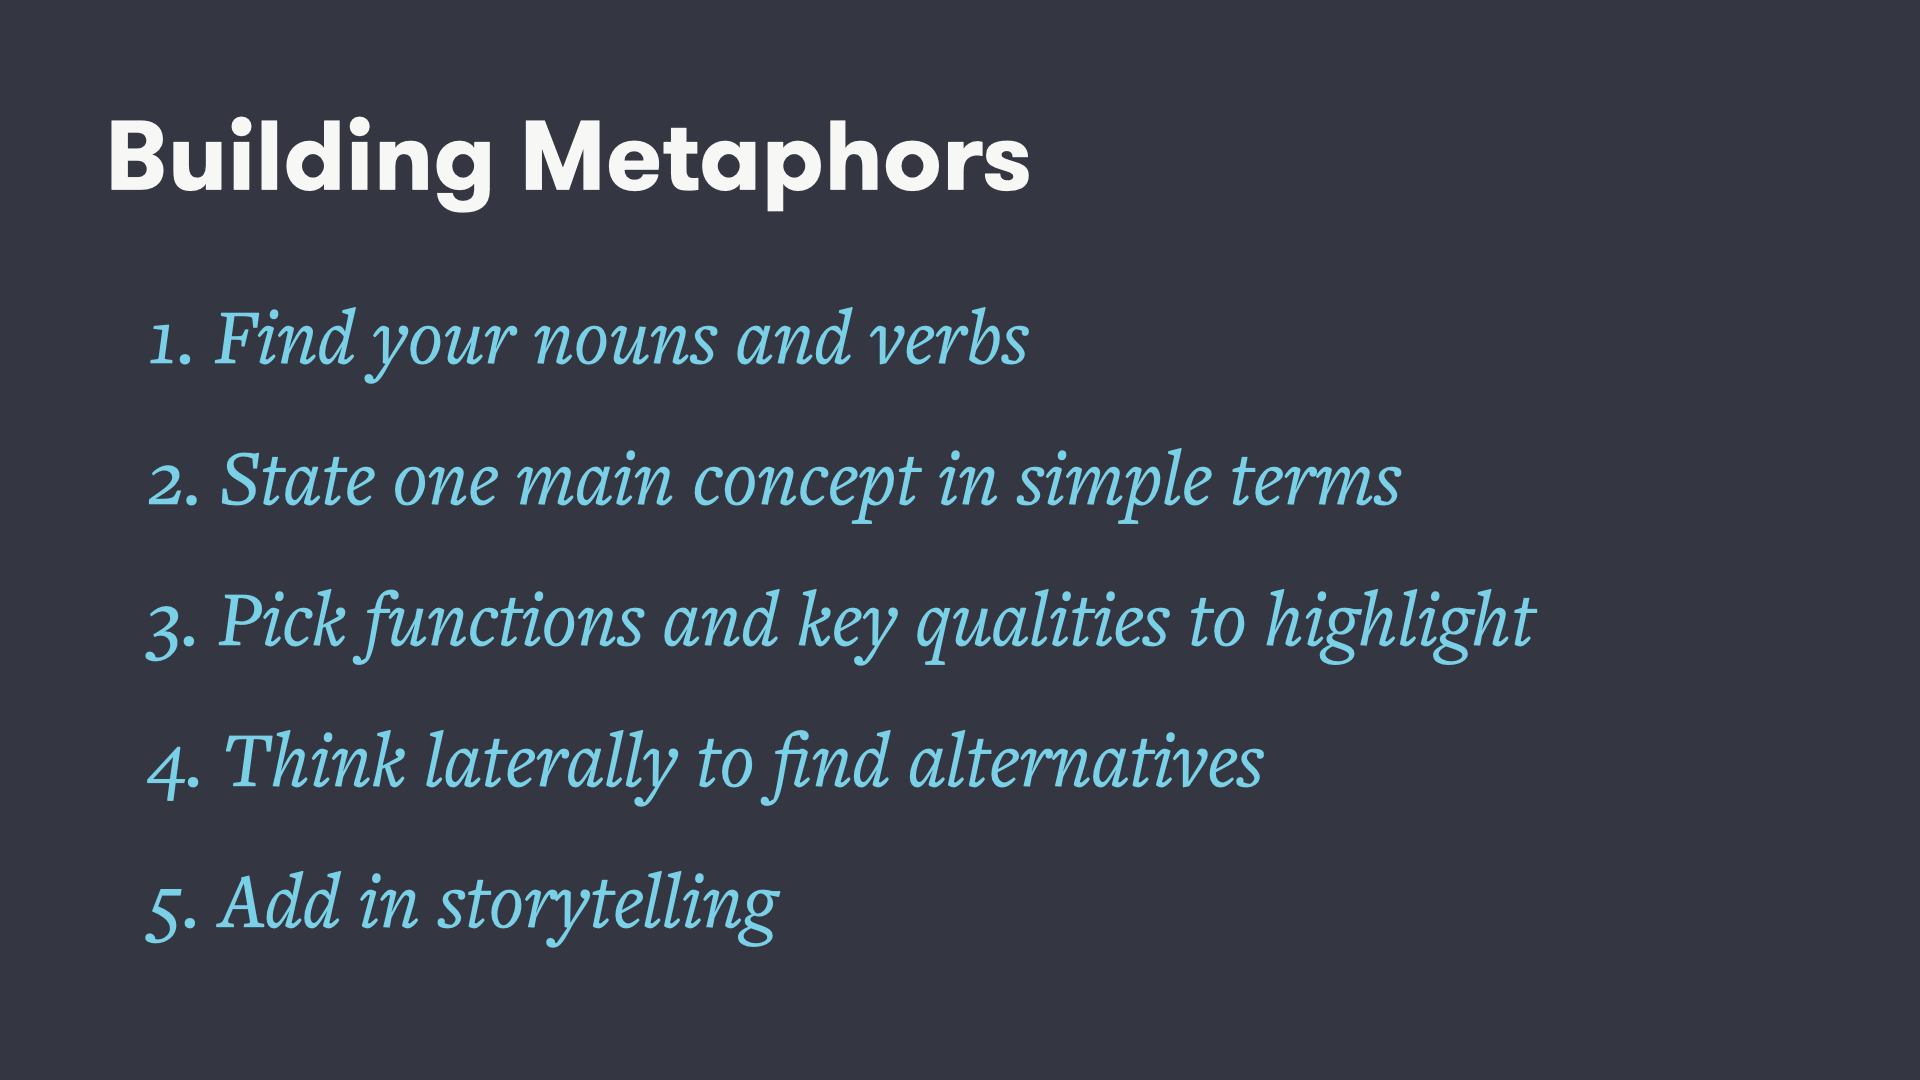 Building Metaphors
1. Find your nouns and verbs
2. State one main concept in simple terms
3. Pick functions and key qualities to highlight
4. Think laterally to find alternatives
5. Add in storytelling